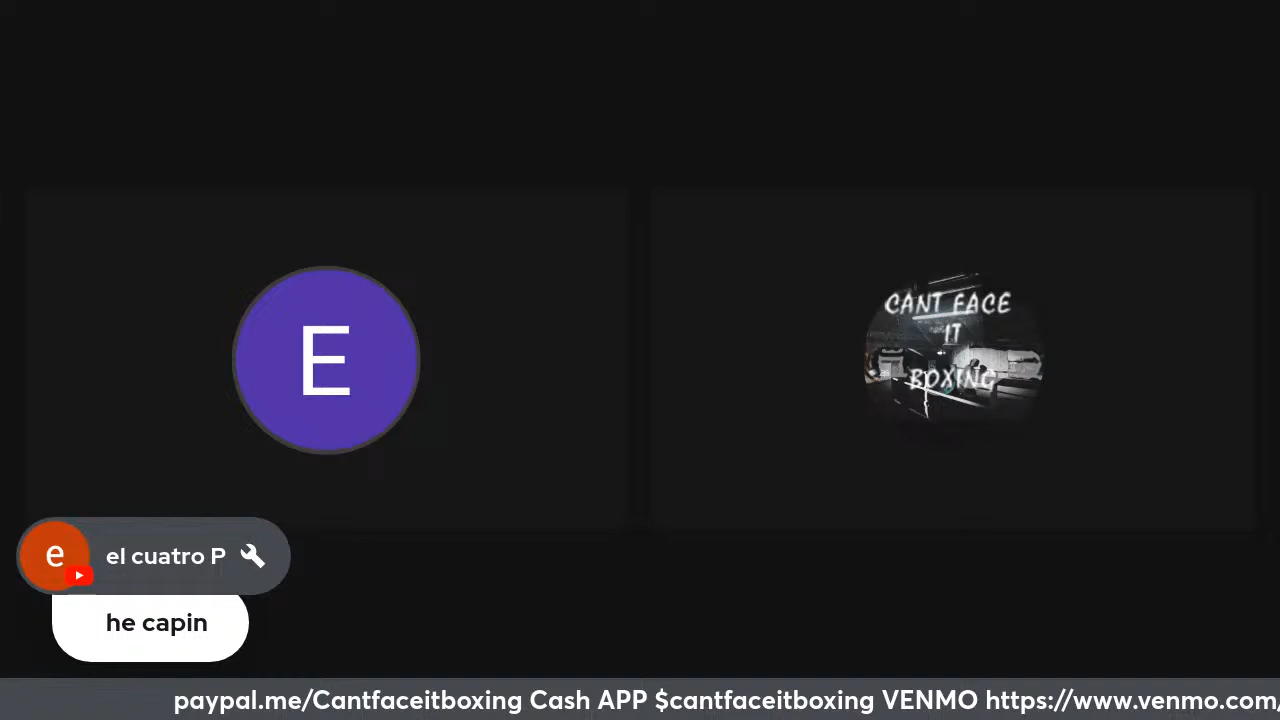 E
CANT FACE
IT
BOXING
e
el cuatro P
he capin
paypal.me/Cantfaceitboxing Cash APP $cantfaceitboxing VENMO https://www.venmo.com/